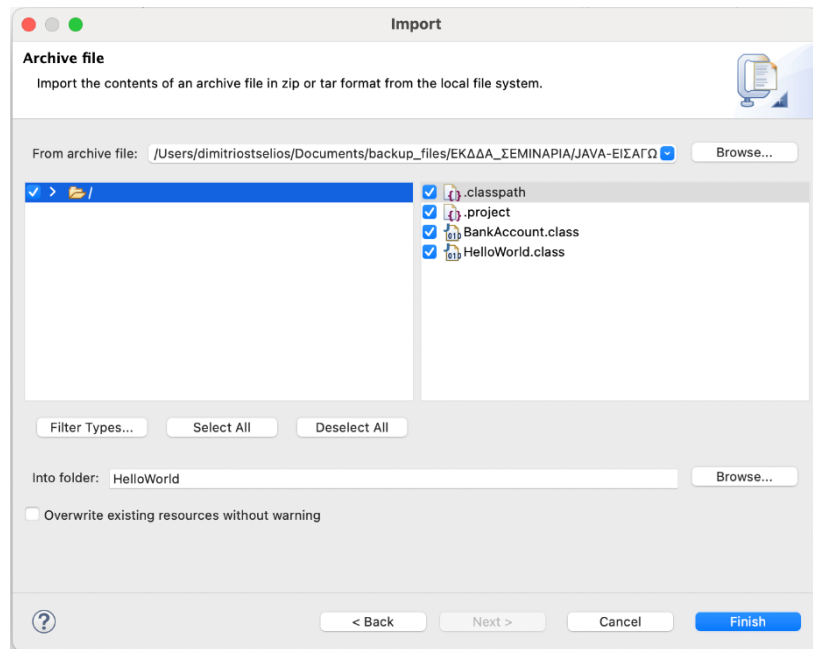 Import
Archive file
Import the contents of an archive file in zip or tar format from the local file system.
From archive file: /Users/dimitriostselios/Documents/backup_files/ΕΚΔΔΑ_ΣΕΜΙΝΑΡΙΑ/JAVA-ΕΙΣΑΓΩ Browse...
/
.classpath
.project
BankAccount.class
HelloWorld.class
Filter Types... Select All Deselect All
Into folder: HelloWorld Browse...
Overwrite existing resources without warning
? < Back Next > Cancel Finish